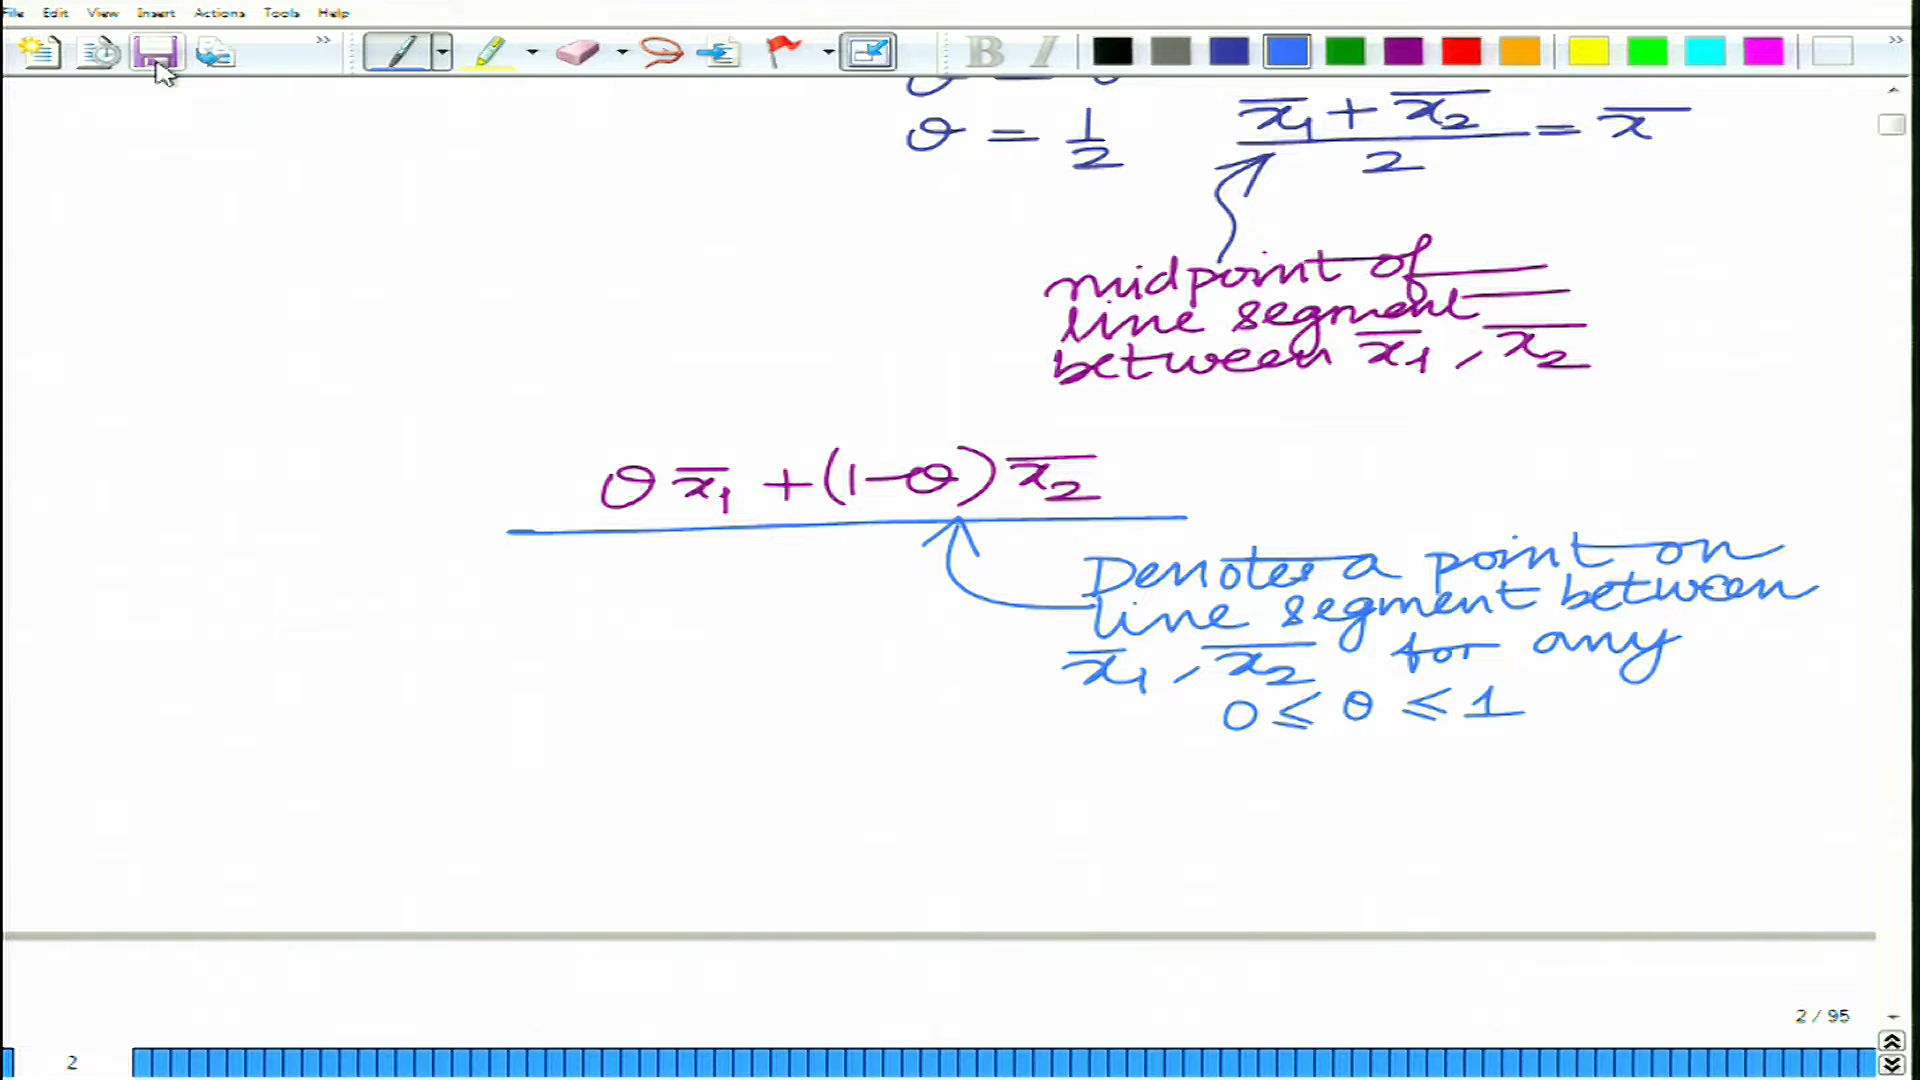 File Edit View Insert Actions Tools Help
B I
θ = 1/2 (x̅₁ + x̅₂)/2 = x̅
midpoint of
line segment
between x̅₁, x̅₂
θ x̅₁ + (1-θ) x̅₂
Denotes a point on
line segment between
x̅₁, x̅₂ for any
0 ≤ θ ≤ 1
2 / 95
2